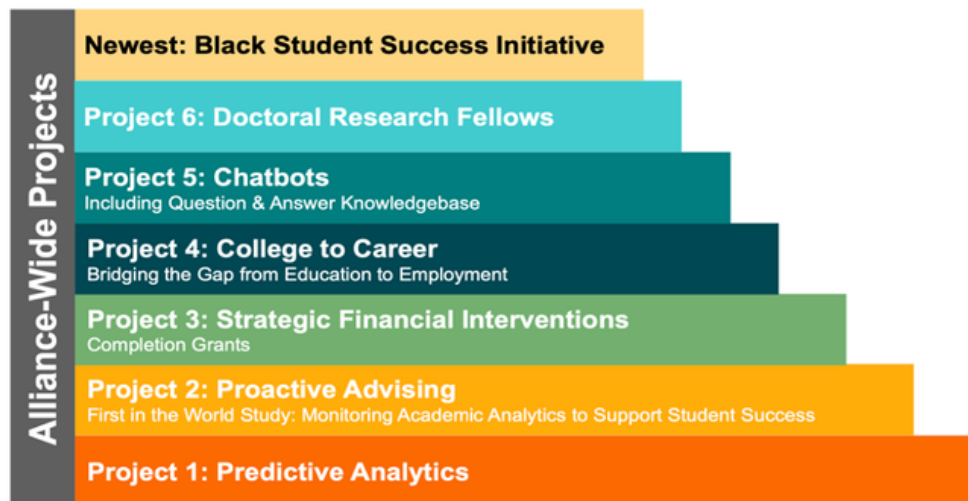 Alliance-Wide Projects
Newest: Black Student Success Initiative
Project 6: Doctoral Research Fellows
Project 5: Chatbots
Including Question & Answer Knowledgebase
Project 4: College to Career
Bridging the Gap from Education to Employment
Project 3: Strategic Financial Interventions
Completion Grants
Project 2: Proactive Advising
First in the World Study: Monitoring Academic Analytics to Support Student Success
Project 1: Predictive Analytics